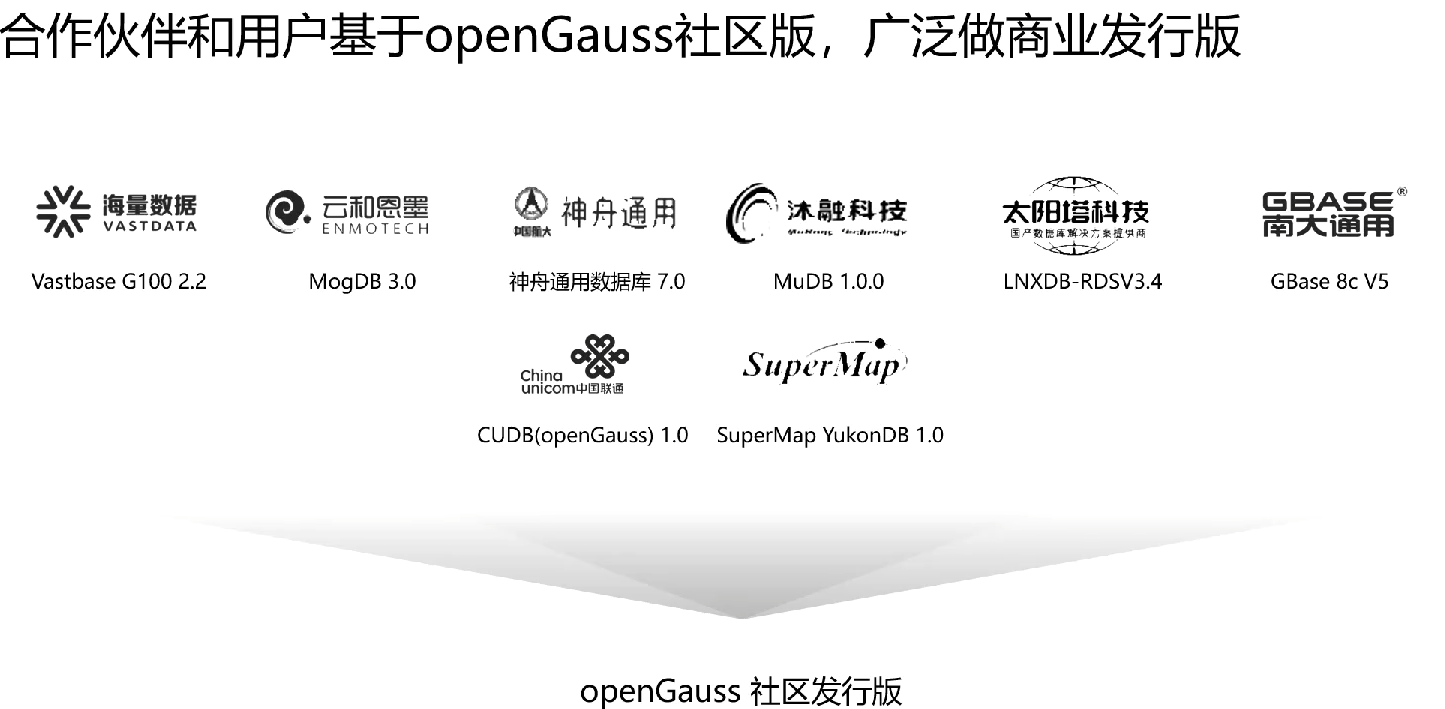 合作伙伴和用户基于openGauss社区版，广泛做商业发行版
海量数据
VASTDATA
云和恩墨
ENMOTECH
中国航天
神舟通用
沐融科技
MuRong Technology
太阳塔科技
国产数据库解决方案提供商
GBASE®
南大通用
Vastbase G100 2.2
MogDB 3.0
神舟通用数据库 7.0
MuDB 1.0.0
LNXDB-RDSV3.4
GBase 8c V5
China
unicom中国联通
SuperMap
CUDB(openGauss) 1.0
SuperMap YukonDB 1.0
openGauss 社区发行版